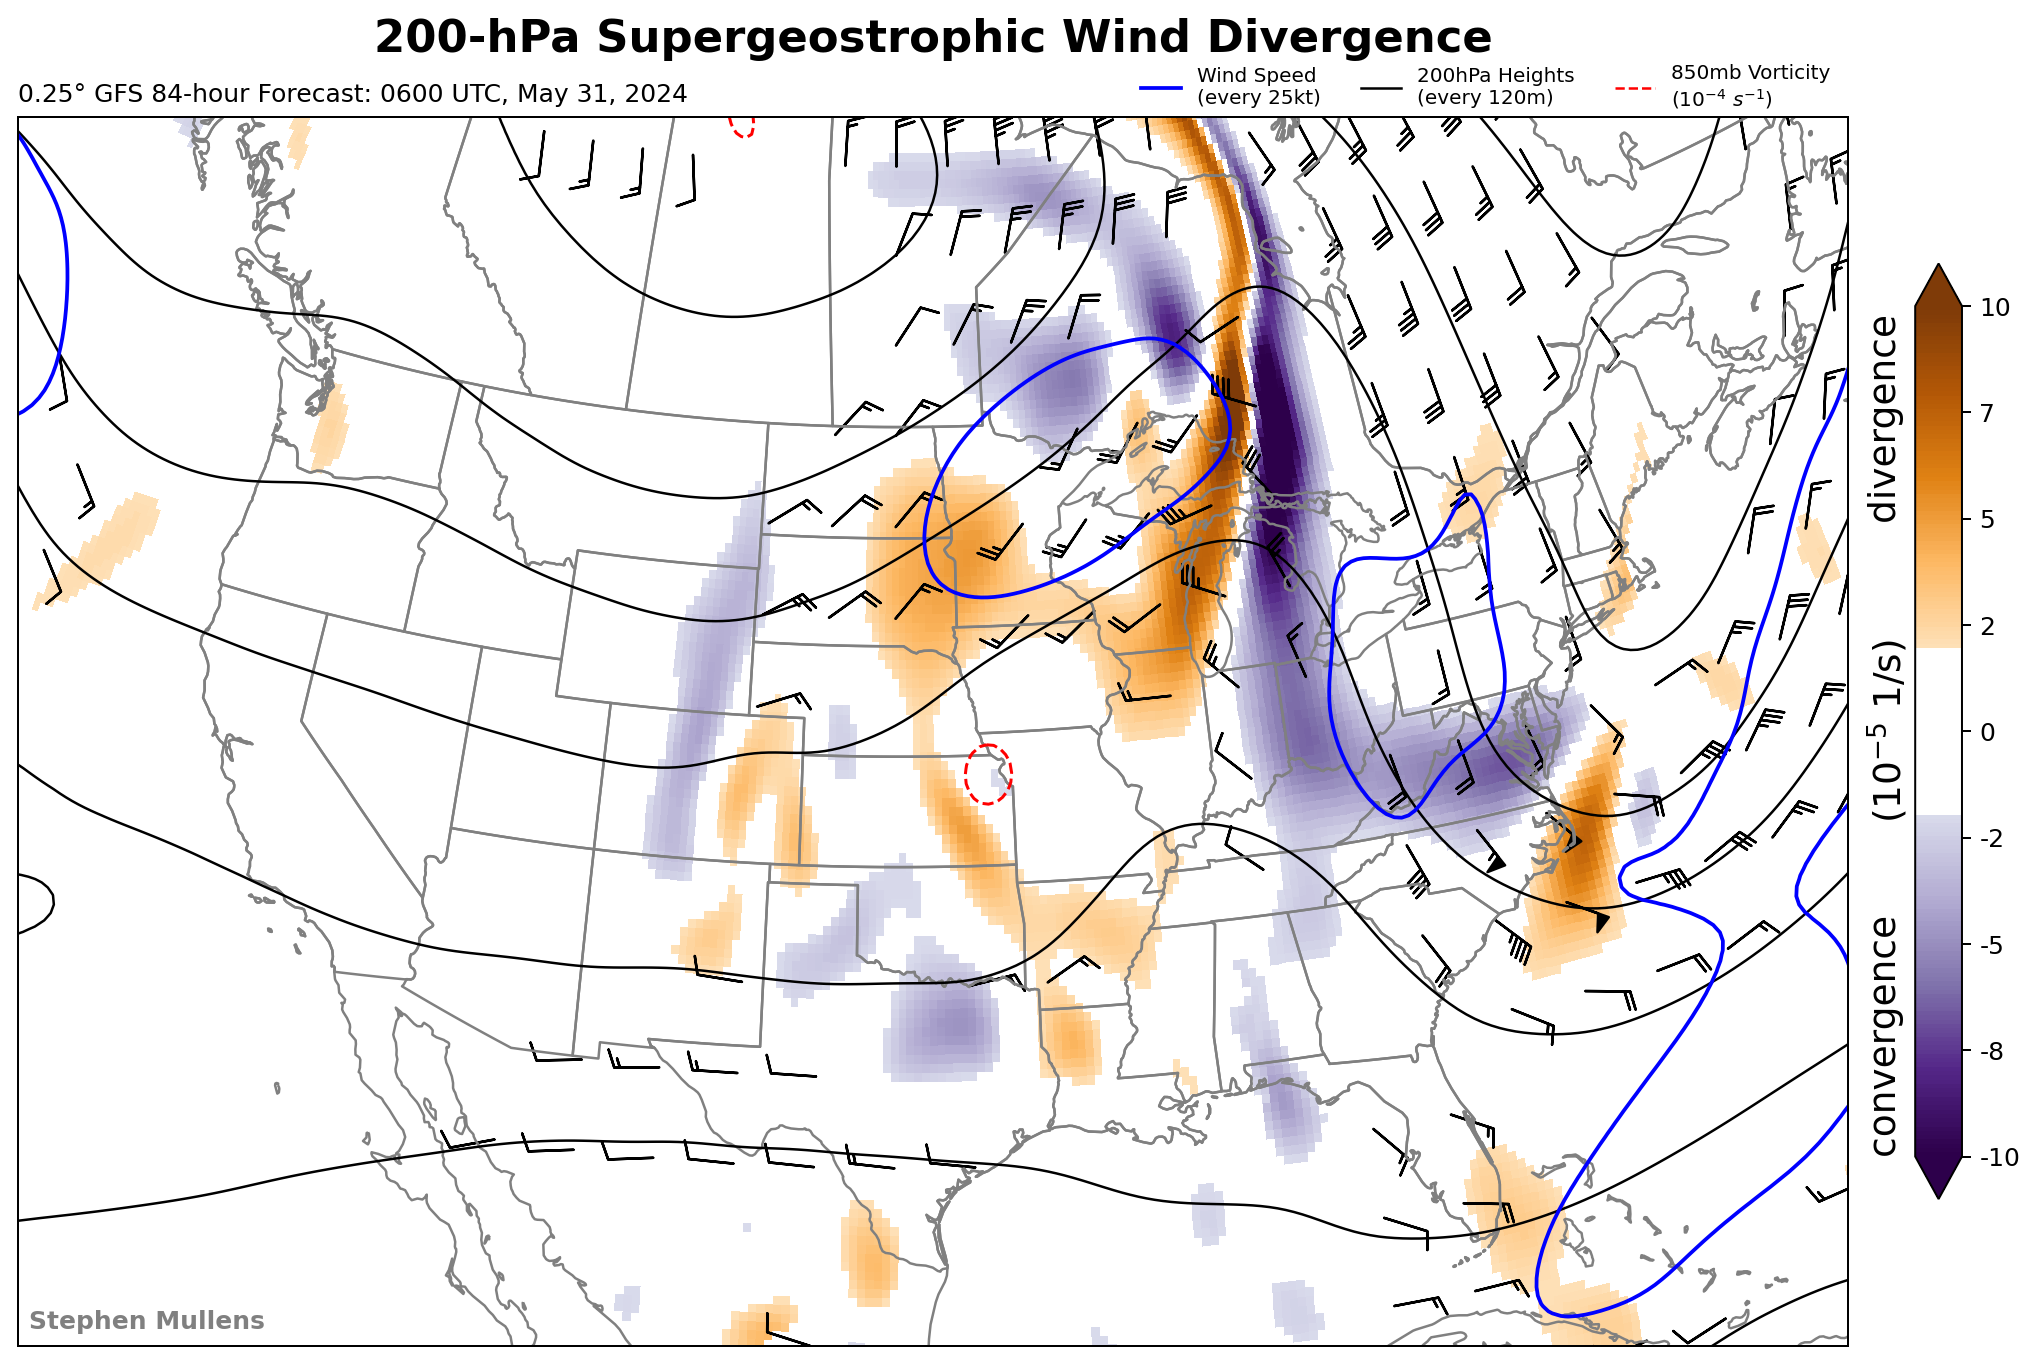 200-hPa Supergeostrophic Wind Divergence
0.25° GFS 84-hour Forecast: 0600 UTC, May 31, 2024
Wind Speed
(every 25kt)
200hPa Heights
(every 120m)
850mb Vorticity
(10⁻⁴ s⁻¹)
10
7
5
2
0
-2
-5
-8
-10
convergence (10⁻⁵ 1/s) divergence
Stephen Mullens